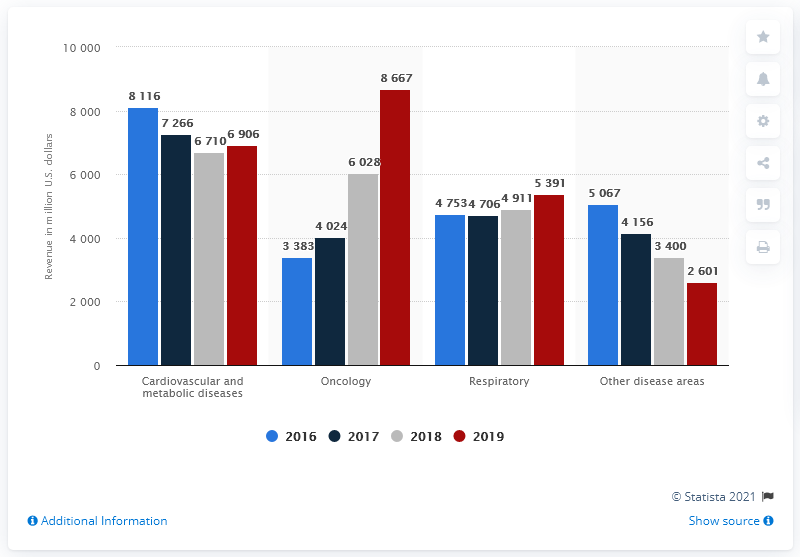 10 000
8 000
6 000
4 000
2 000
0
Revenue in million U.S. dollars
8 116
7 266
6 710
6 906
3 383
4 024
6 028
8 667
4 753
4 706
4 911
5 391
5 067
4 156
3 400
2 601
Cardiovascular and
metabolic diseases
Oncology
Respiratory
Other disease areas
2016
2017
2018
2019
© Statista 2021
Additional Information
Show source